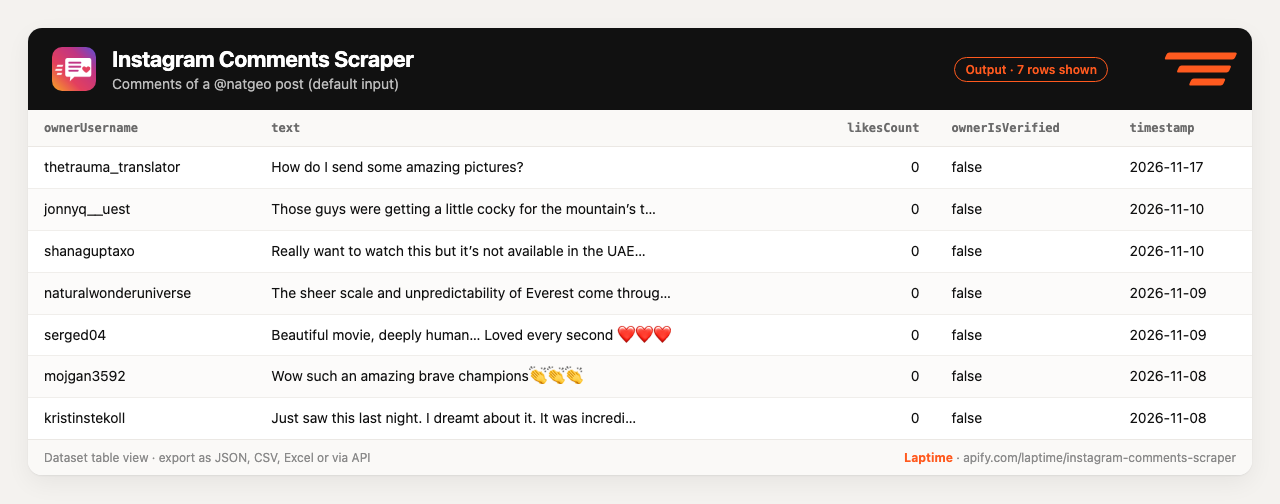 Instagram Comments Scraper
Comments of a @natgeo post (default input)
Output · 7 rows shown
ownerUsername text likesCount ownerIsVerified timestamp
thetrauma_translator How do I send some amazing pictures? 0 false 2026-11-17
jonnyq__uest Those guys were getting a little cocky for the mountain’s t… 0 false 2026-11-10
shanaguptaxo Really want to watch this but it’s not available in the UAE… 0 false 2026-11-10
naturalwonderuniverse The sheer scale and unpredictability of Everest come throug… 0 false 2026-11-09
serged04 Beautiful movie, deeply human… Loved every second ❤️❤️❤️ 0 false 2026-11-09
mojgan3592 Wow such an amazing brave champions👏👏👏 0 false 2026-11-08
kristinstekoll Just saw this last night. I dreamt about it. It was incredi… 0 false 2026-11-08
Dataset table view · export as JSON, CSV, Excel or via API
Laptime · apify.com/laptime/instagram-comments-scraper